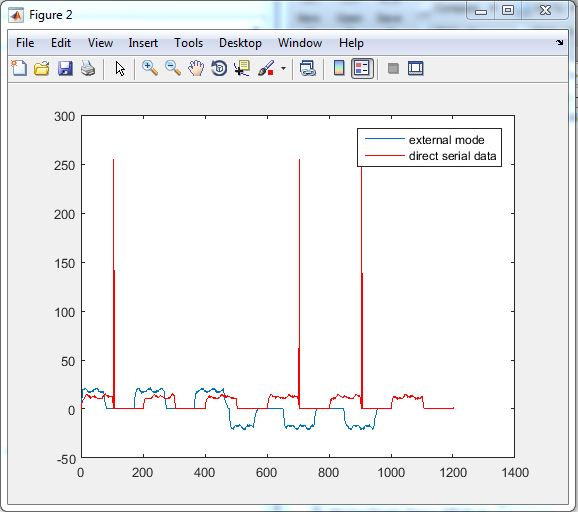 Figure 2
File Edit View Insert Tools Desktop Window Help
300
250
200
150
100
50
0
-50
0 200 400 600 800 1000 1200 1400
external mode
direct serial data